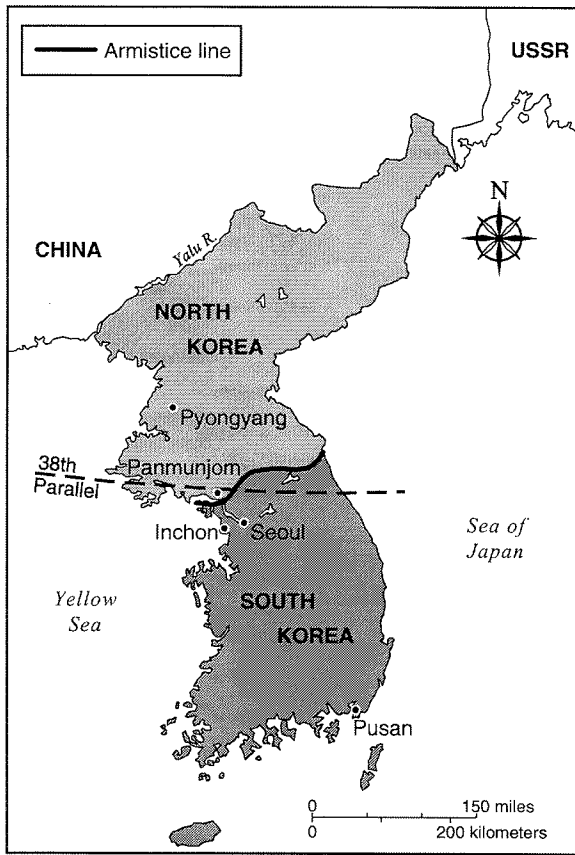 Armistice line
USSR
N
CHINA
Yalu R.
NORTH
KOREA
Pyongyang
38th
Parallel
Panmunjom
Inchon
Seoul
Sea of
Japan
Yellow
Sea
SOUTH
KOREA
Pusan
0 150 miles
0 200 kilometers